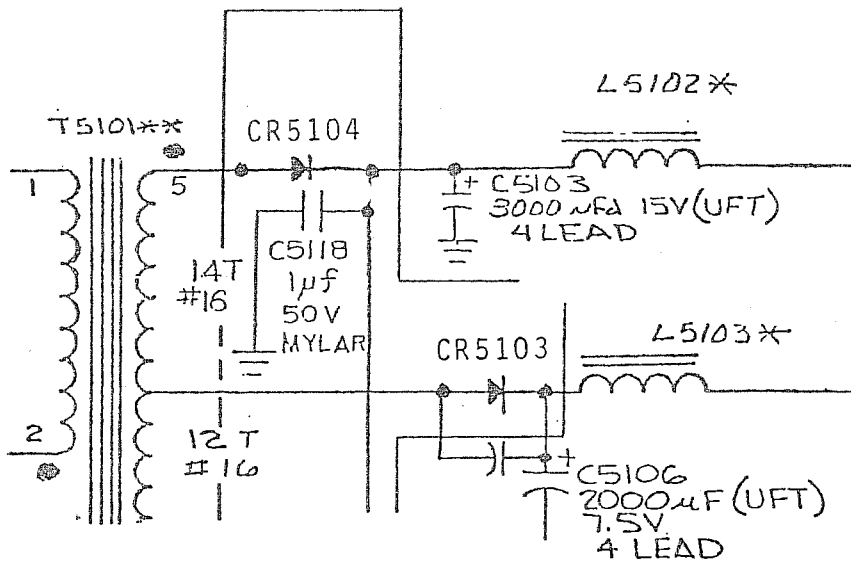 L5102*
T5101**
CR5104
1
5
+
C5103
3000 µFd 15V (UFT)
4 LEAD
C5118
1µf
50V
MYLAR
14T
#16
CR5103
L5103*
2
12 T
#16
+
C5106
2000µF (UFT)
7.5V
4 LEAD